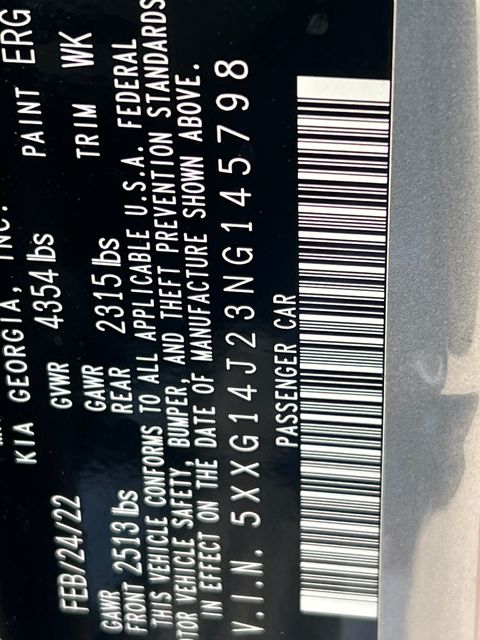 KIA GEORGIA, INC. PAINT ERG
FEB/24/22 GVWR 4354 lbs TRIM WK
GAWR GAWR
FRONT 2513 lbs REAR 2315 lbs
THIS VEHICLE CONFORMS TO ALL APPLICABLE U.S.A. FEDERAL
TOR VEHICLE SAFETY, BUMPER, AND THEFT PREVENTION STANDARDS
IN EFFECT ON THE DATE OF MANUFACTURE SHOWN ABOVE.
V.I.N. 5XXG14J23NG145798
PASSENGER CAR